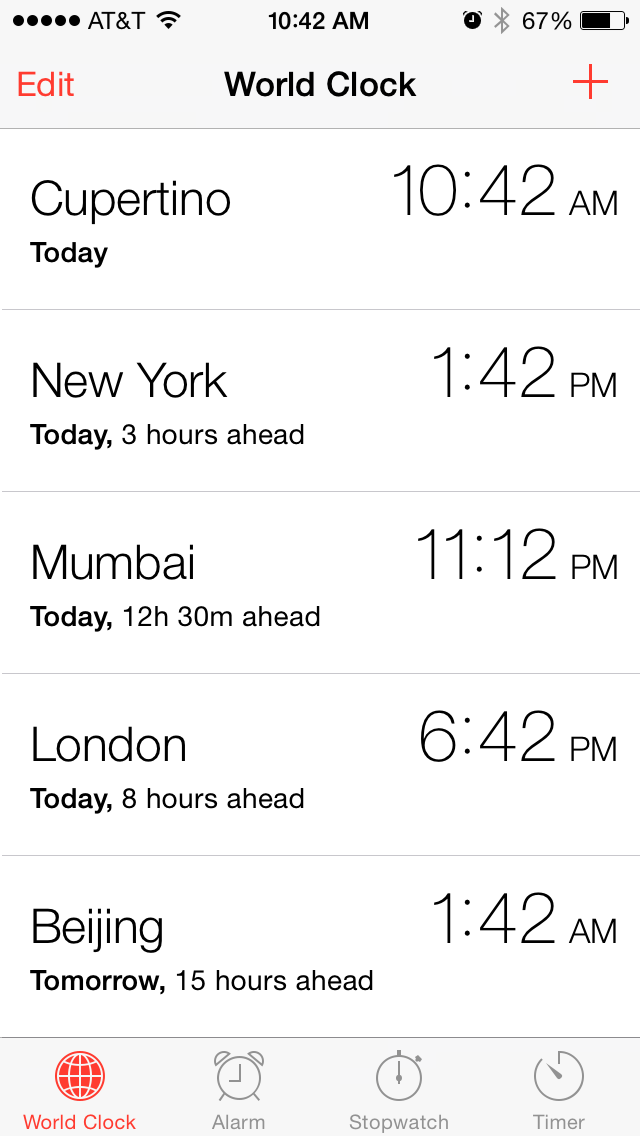 AT&T 10:42 AM 67%
Edit World Clock +
Cupertino 10:42 AM
Today
New York 1:42 PM
Today, 3 hours ahead
Mumbai 11:12 PM
Today, 12h 30m ahead
London 6:42 PM
Today, 8 hours ahead
Beijing 1:42 AM
Tomorrow, 15 hours ahead
World Clock Alarm Stopwatch Timer